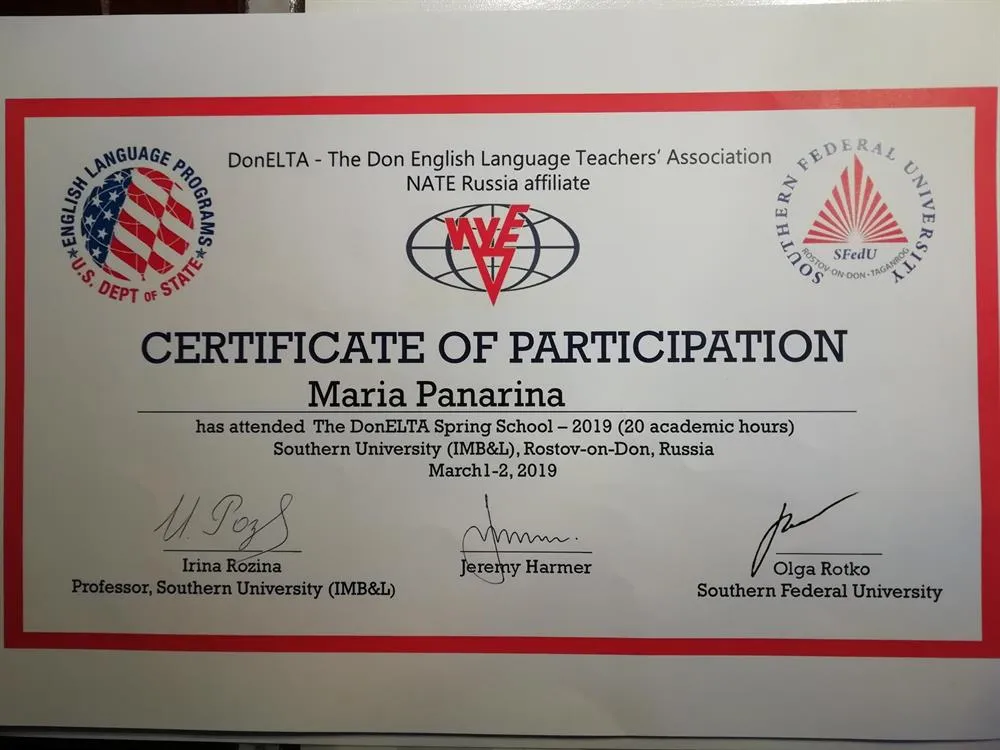 DonELTA - The Don English Language Teachers' Association
NATE Russia affiliate
ENGLISH LANGUAGE PROGRAMS
U.S. DEPT OF STATE
SOUTHERN FEDERAL UNIVERSITY
SFedU
ROSTOV-ON-DON · TAGANROG
CERTIFICATE OF PARTICIPATION
Maria Panarina
has attended The DonELTA Spring School – 2019 (20 academic hours)
Southern University (IMB&L), Rostov-on-Don, Russia
March1-2, 2019
Irina Rozina
Professor, Southern University (IMB&L)
Jeremy Harmer
Olga Rotko
Southern Federal University